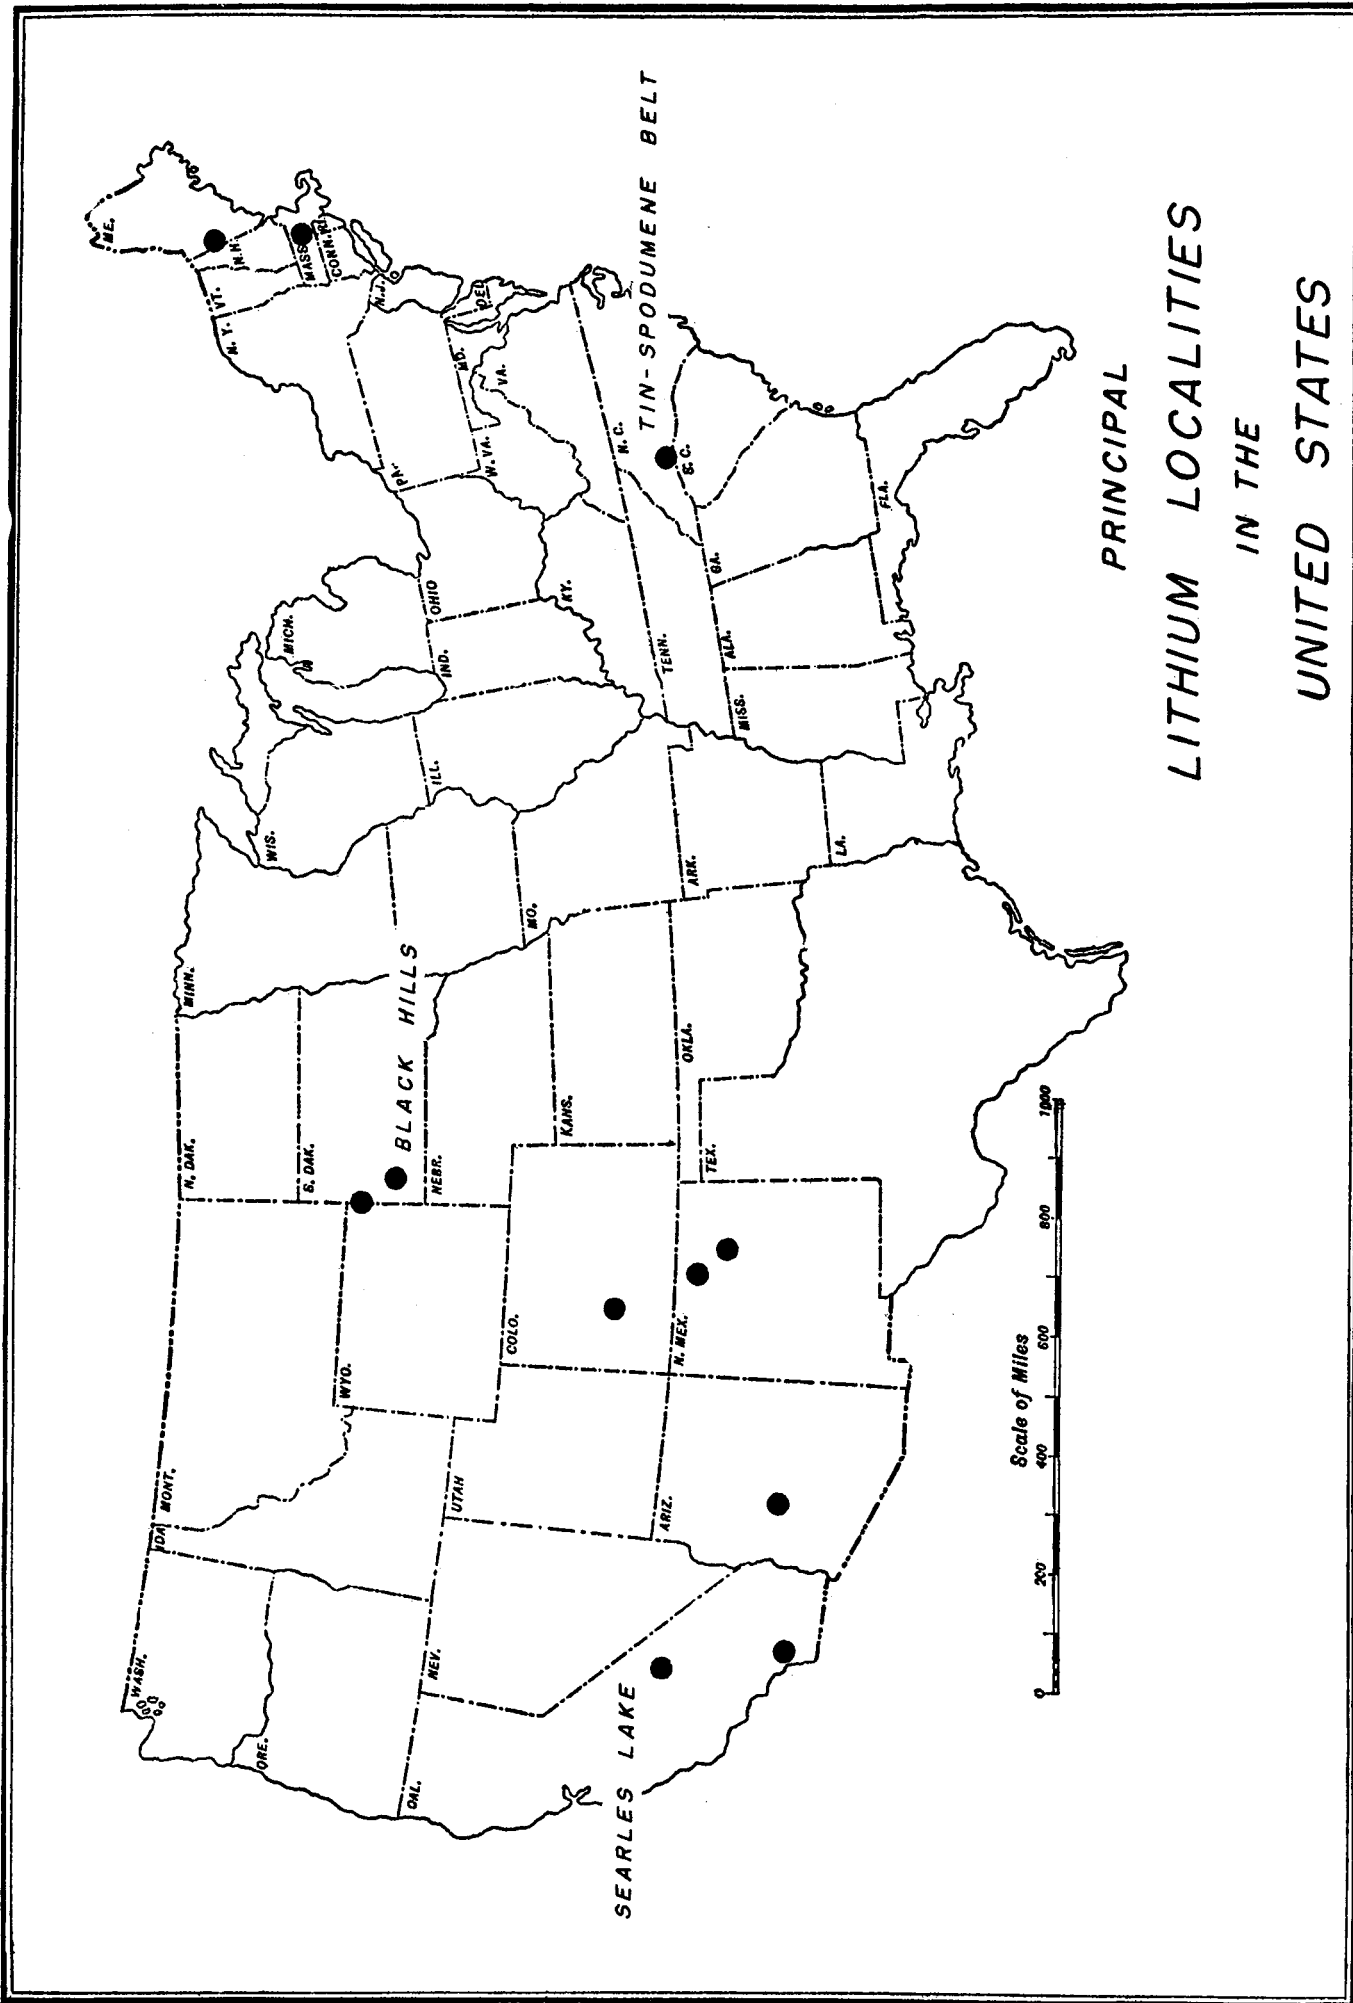 WASH.
MONT.
IDA.
N. DAK.
MINN.
ORE.
S. DAK.
WIS.
MICH.
N. Y.
VT.
N.H.
ME.
MASS.
CONN.
R.I.
CAL.
NEV.
UTAH
WYO.
BLACK HILLS
NEBR.
ILL.
IND.
OHIO
PA.
N.J.
COLO.
KANS.
MO.
KY.
W. VA.
MD.
VA.
DEL.
SEARLES LAKE
ARIZ.
N. MEX.
TEX.
OKLA.
ARK.
TENN.
N. C.
TIN-SPODUMENE BELT
S. C.
MISS.
ALA.
GA.
LA.
FLA.
Scale of Miles
0 200 400 600 800 1000
PRINCIPAL
LITHIUM LOCALITIES
IN THE
UNITED STATES